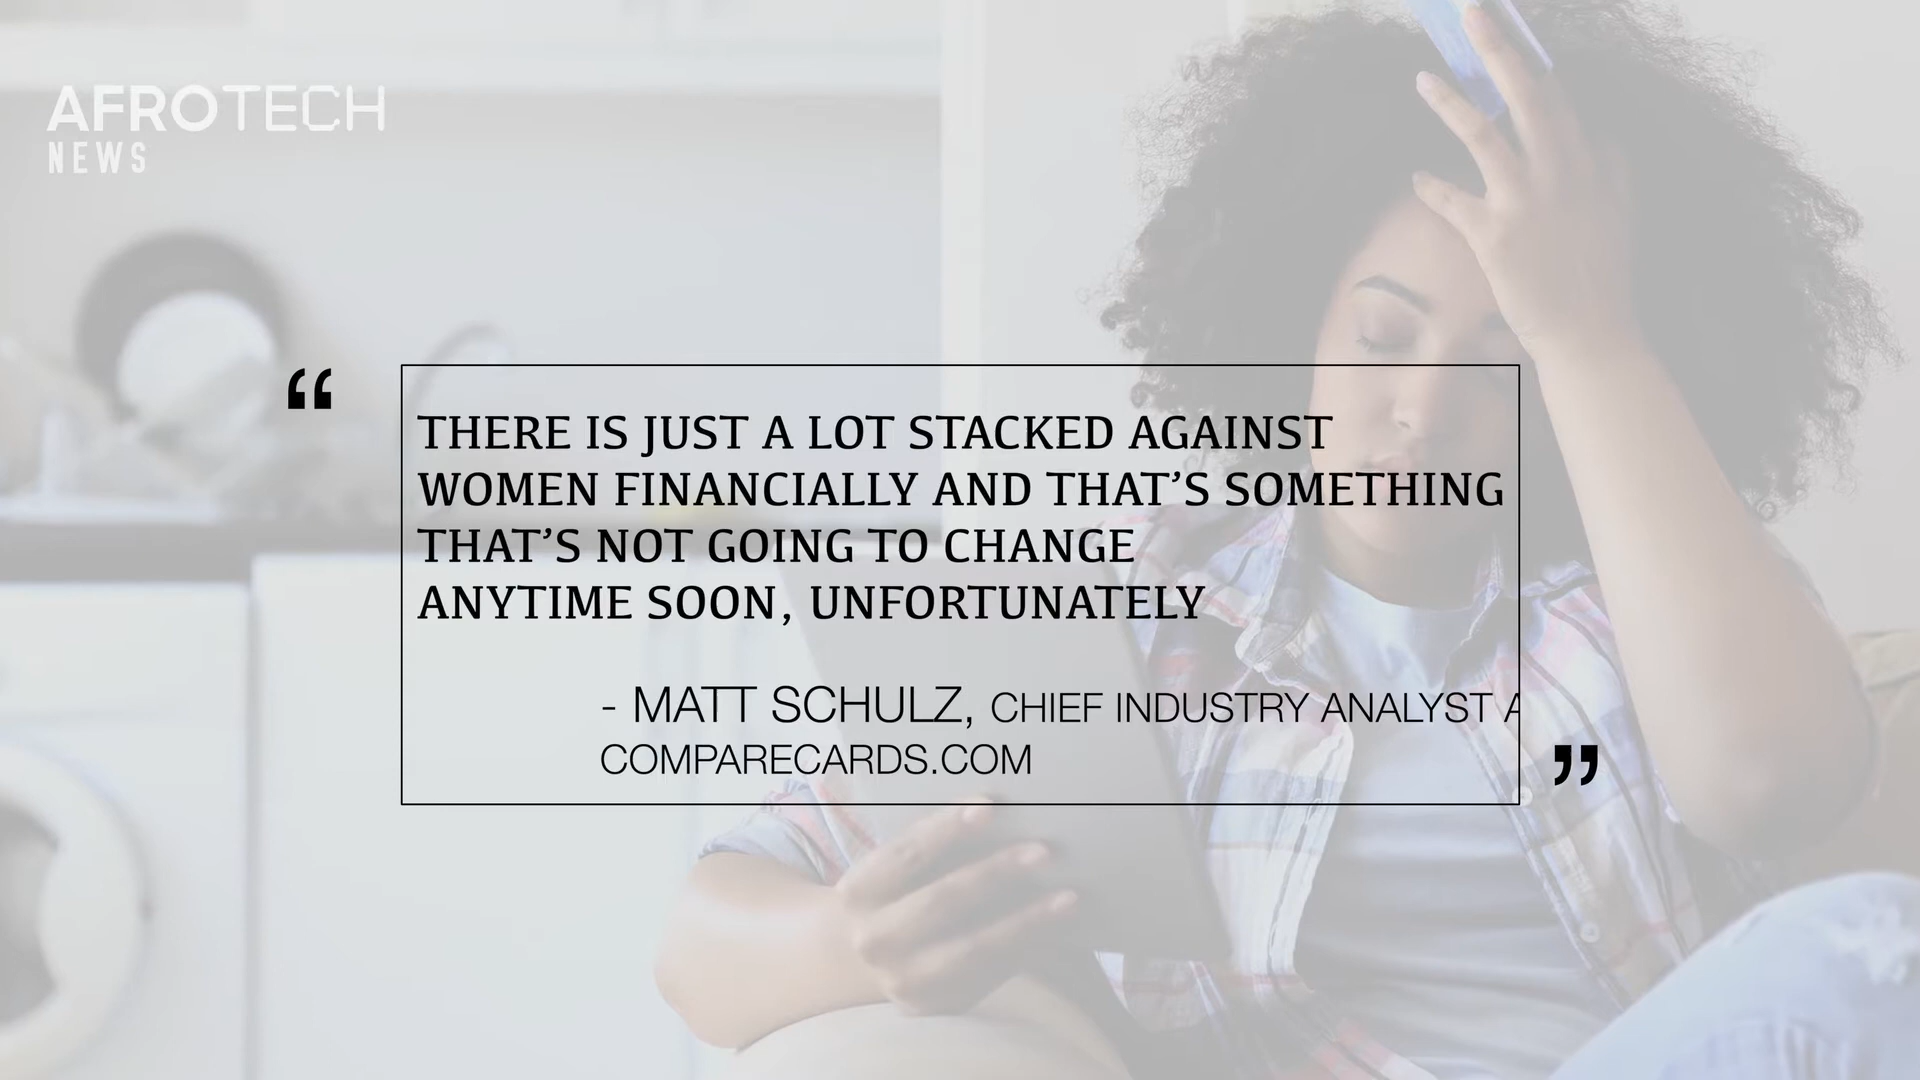 AFROTECH
NEWS
“
THERE IS JUST A LOT STACKED AGAINST
WOMEN FINANCIALLY AND THAT’S SOMETHING
THAT’S NOT GOING TO CHANGE
ANYTIME SOON, UNFORTUNATELY
- MATT SCHULZ, CHIEF INDUSTRY ANALYST A
COMPARECARDS.COM
”